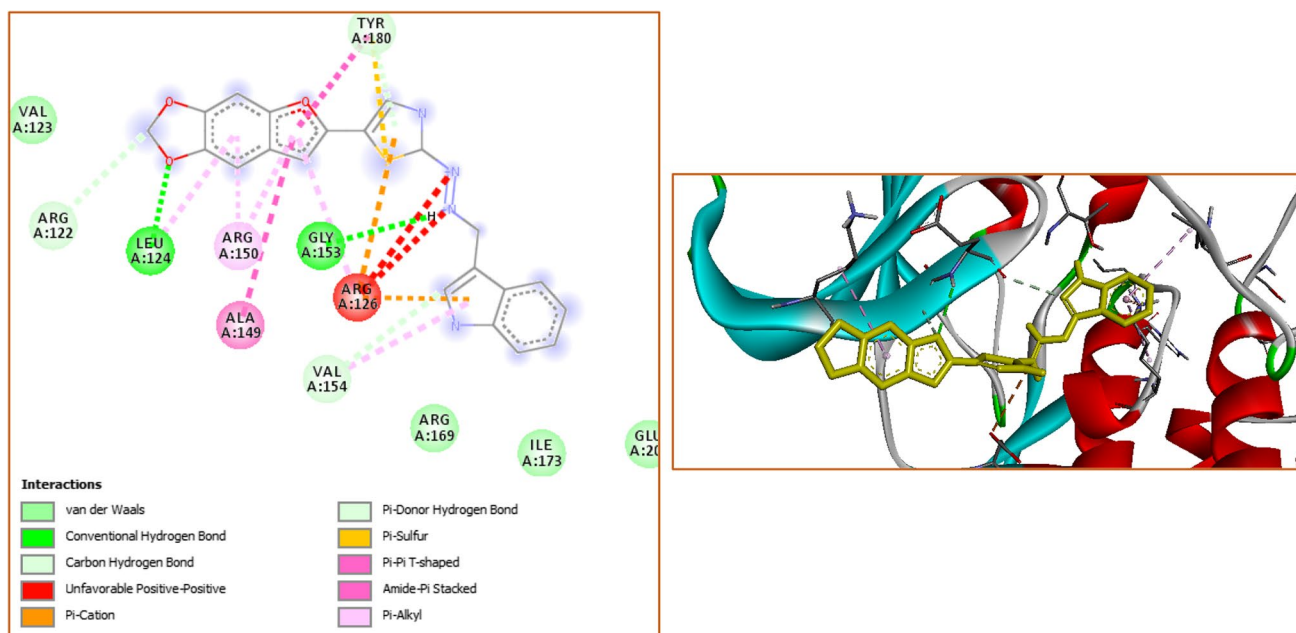 TYR
A:180
VAL
A:123
O
O
O
N
N
N
H
N
S
ARG
A:122
LEU
A:124
ARG
A:150
GLY
A:153
ARG
A:126
ALA
A:149
N
VAL
A:154
ARG
A:169
ILE
A:173
GLU
A:20
Interactions
van der Waals
Conventional Hydrogen Bond
Carbon Hydrogen Bond
Unfavorable Positive-Positive
Pi-Cation
Pi-Donor Hydrogen Bond
Pi-Sulfur
Pi-Pi T-shaped
Amide-Pi Stacked
Pi-Alkyl